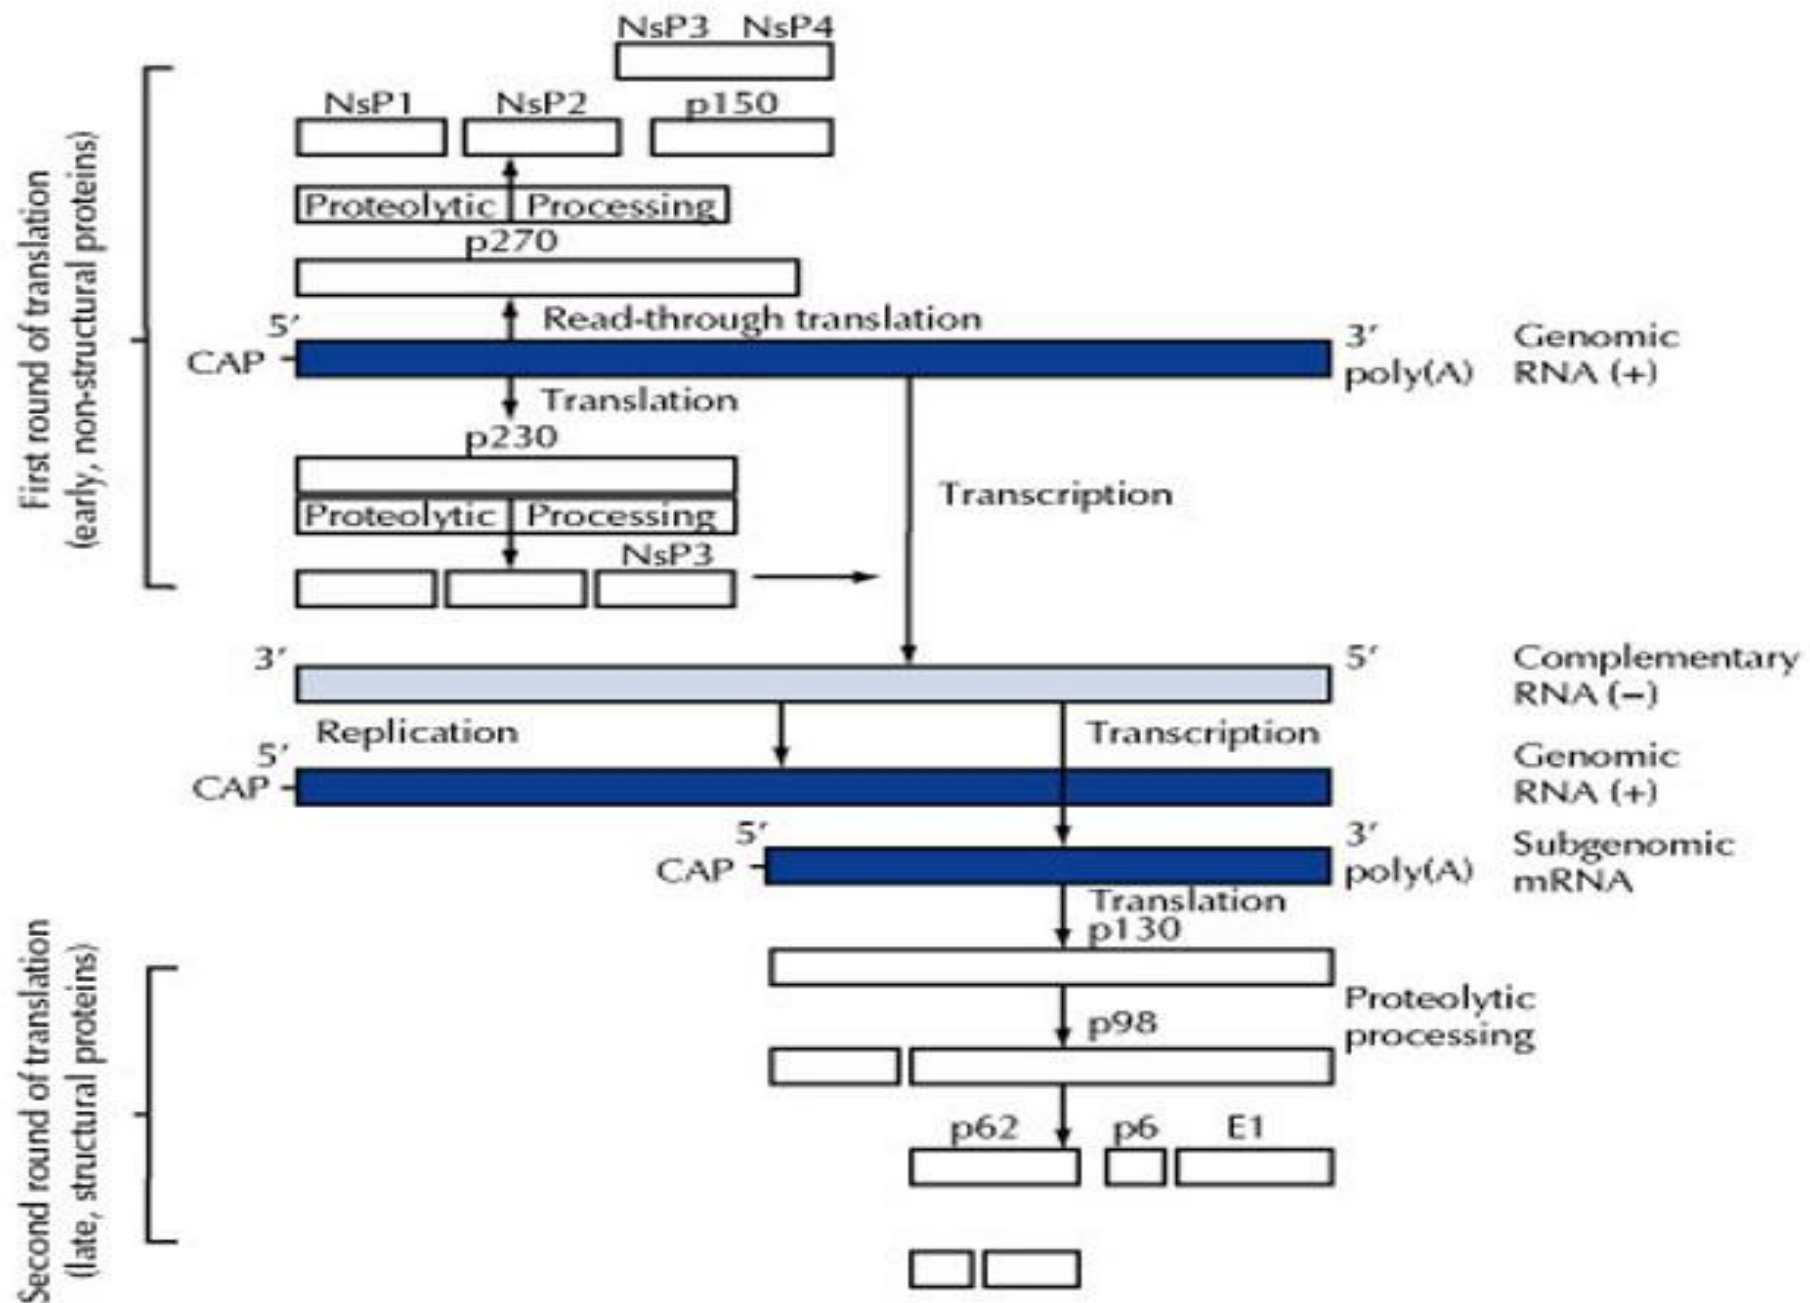 NsP3 NsP4
NsP1 NsP2 p150
Proteolytic Processing
p270
Read-through translation
5′
CAP
3′
poly(A)
Genomic
RNA (+)
Translation
p230
Proteolytic Processing
NsP3
Transcription
First round of translation
(early, non-structural proteins)
3′
5′
Complementary
RNA (−)
Replication
Transcription
5′
CAP
Genomic
RNA (+)
5′
CAP
3′
poly(A)
Subgenomic
mRNA
Translation
p130
Proteolytic
processing
p98
p62 p6 E1
Second round of translation
(late, structural proteins)